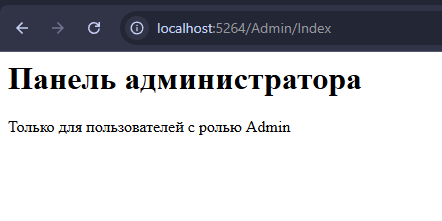 localhost:5264/Admin/Index
Панель администратора
Только для пользователей с ролью Admin